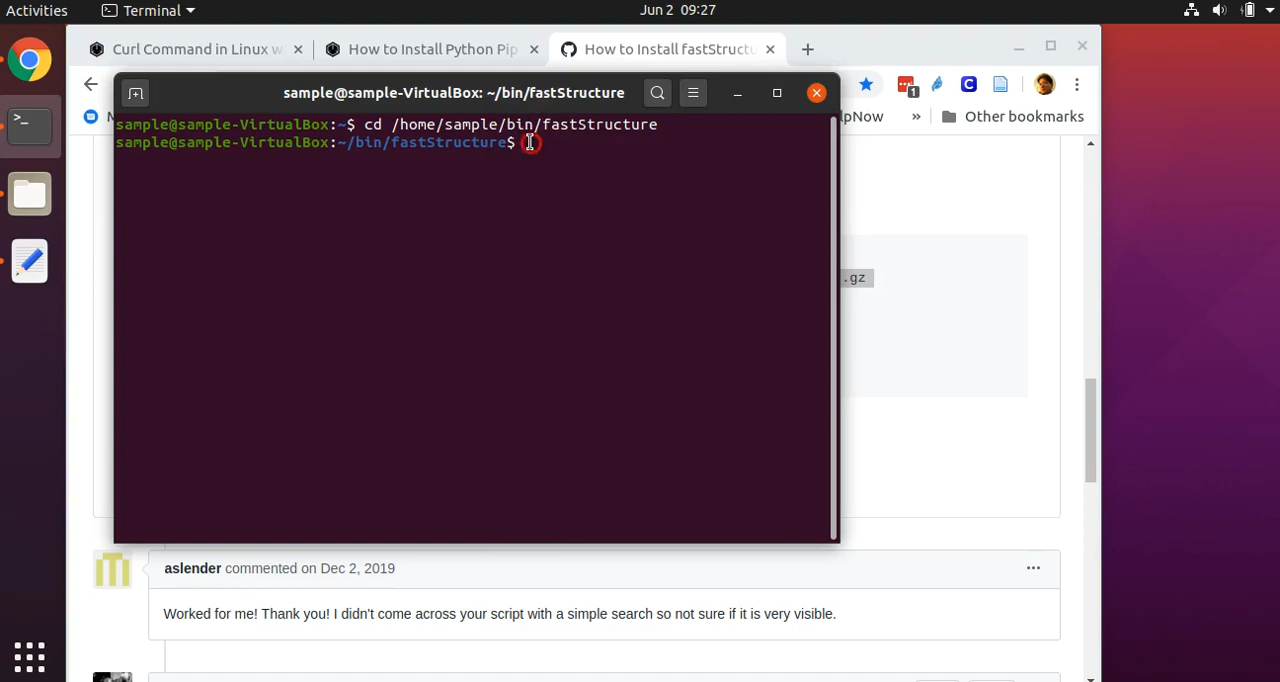 Activities Terminal Jun 2 09:27
Curl Command in Linux w How to Install Python Pip How to Install fastStructu
sample@sample-VirtualBox: ~/bin/fastStructure
1
C
lpNow » Other bookmarks
sample@sample-VirtualBox:~$ cd /home/sample/bin/fastStructure
sample@sample-VirtualBox:~/bin/fastStructure$
.gz
aslender commented on Dec 2, 2019
Worked for me! Thank you! I didn't come across your script with a simple search so not sure if it is very visible.